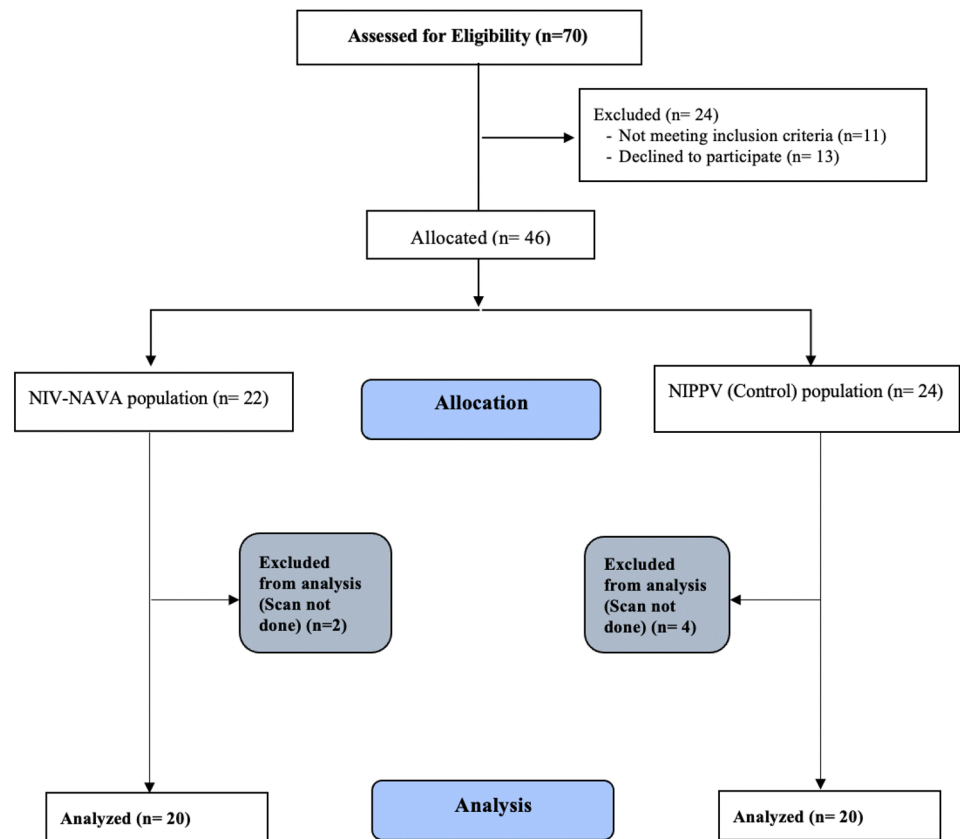 Assessed for Eligibility (n=70)
Excluded (n= 24)
- Not meeting inclusion criteria (n=11)
- Declined to participate (n= 13)
Allocated (n= 46)
NIV-NAVA population (n= 22)
Allocation
NIPPV (Control) population (n= 24)
Excluded
from analysis
(Scan not
done) (n=2)
Excluded
from analysis
(Scan not
done) (n= 4)
Analyzed (n= 20)
Analysis
Analyzed (n= 20)